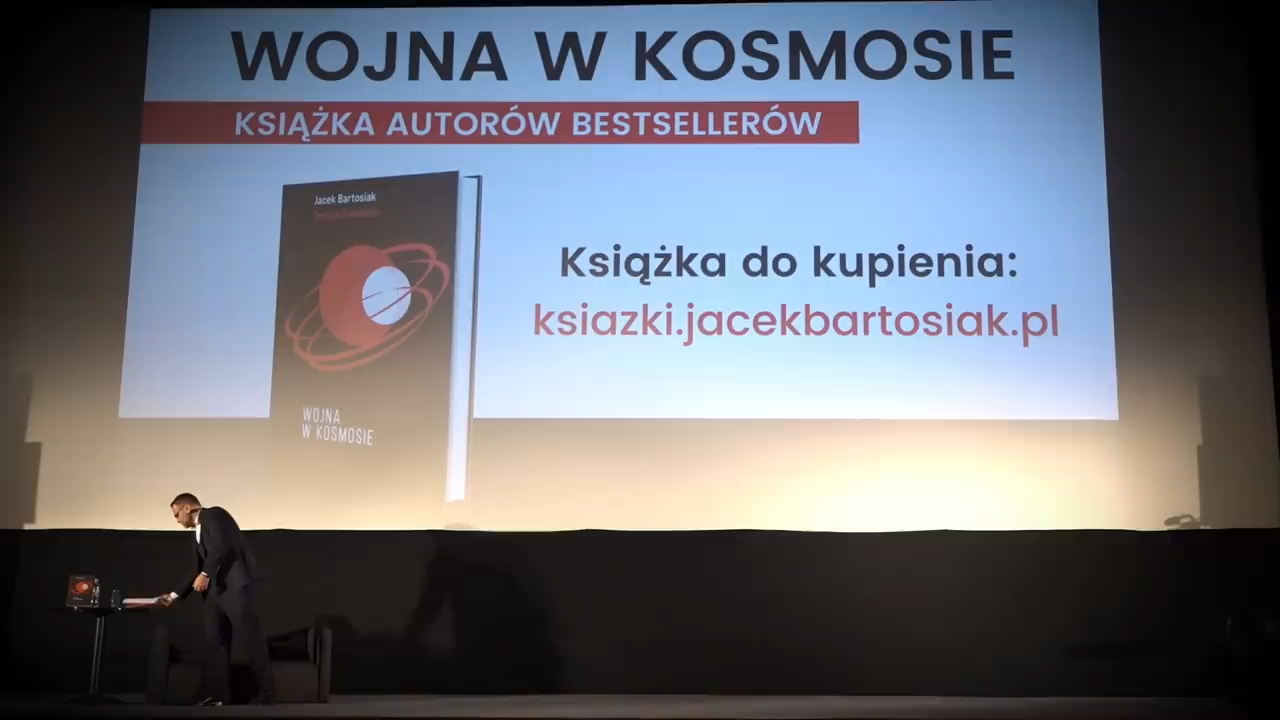 WOJNA W KOSMOSIE
KSIĄŻKA AUTORÓW BESTSELLERÓW
Jacek Bartosiak
Książka do kupienia:
ksiazki.jacekbartosiak.pl
WOJNA
W KOSMOSIE